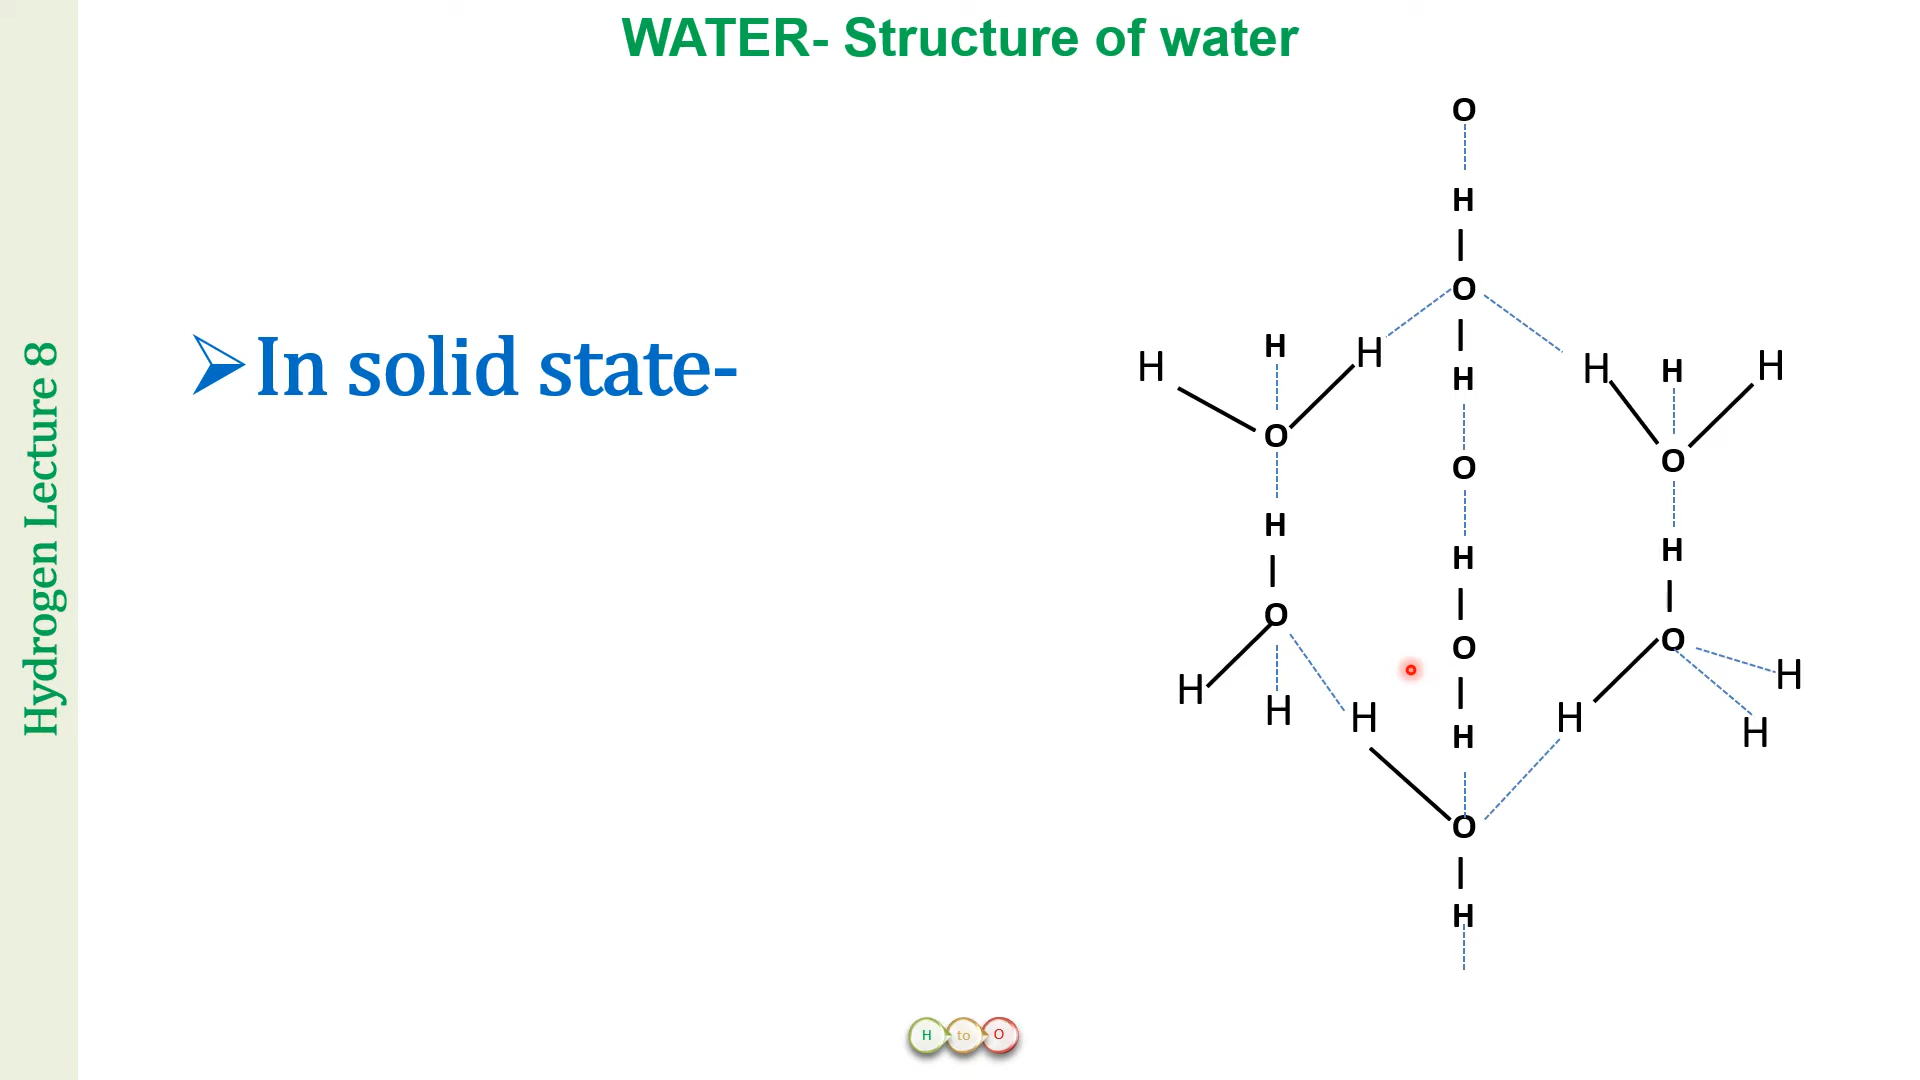 WATER- Structure of water
Hydrogen Lecture 8
In solid state-
O
H
O
H H H H H H
H
O O
O
H H H
O O O
H H H H
H H H
O
H
H to O